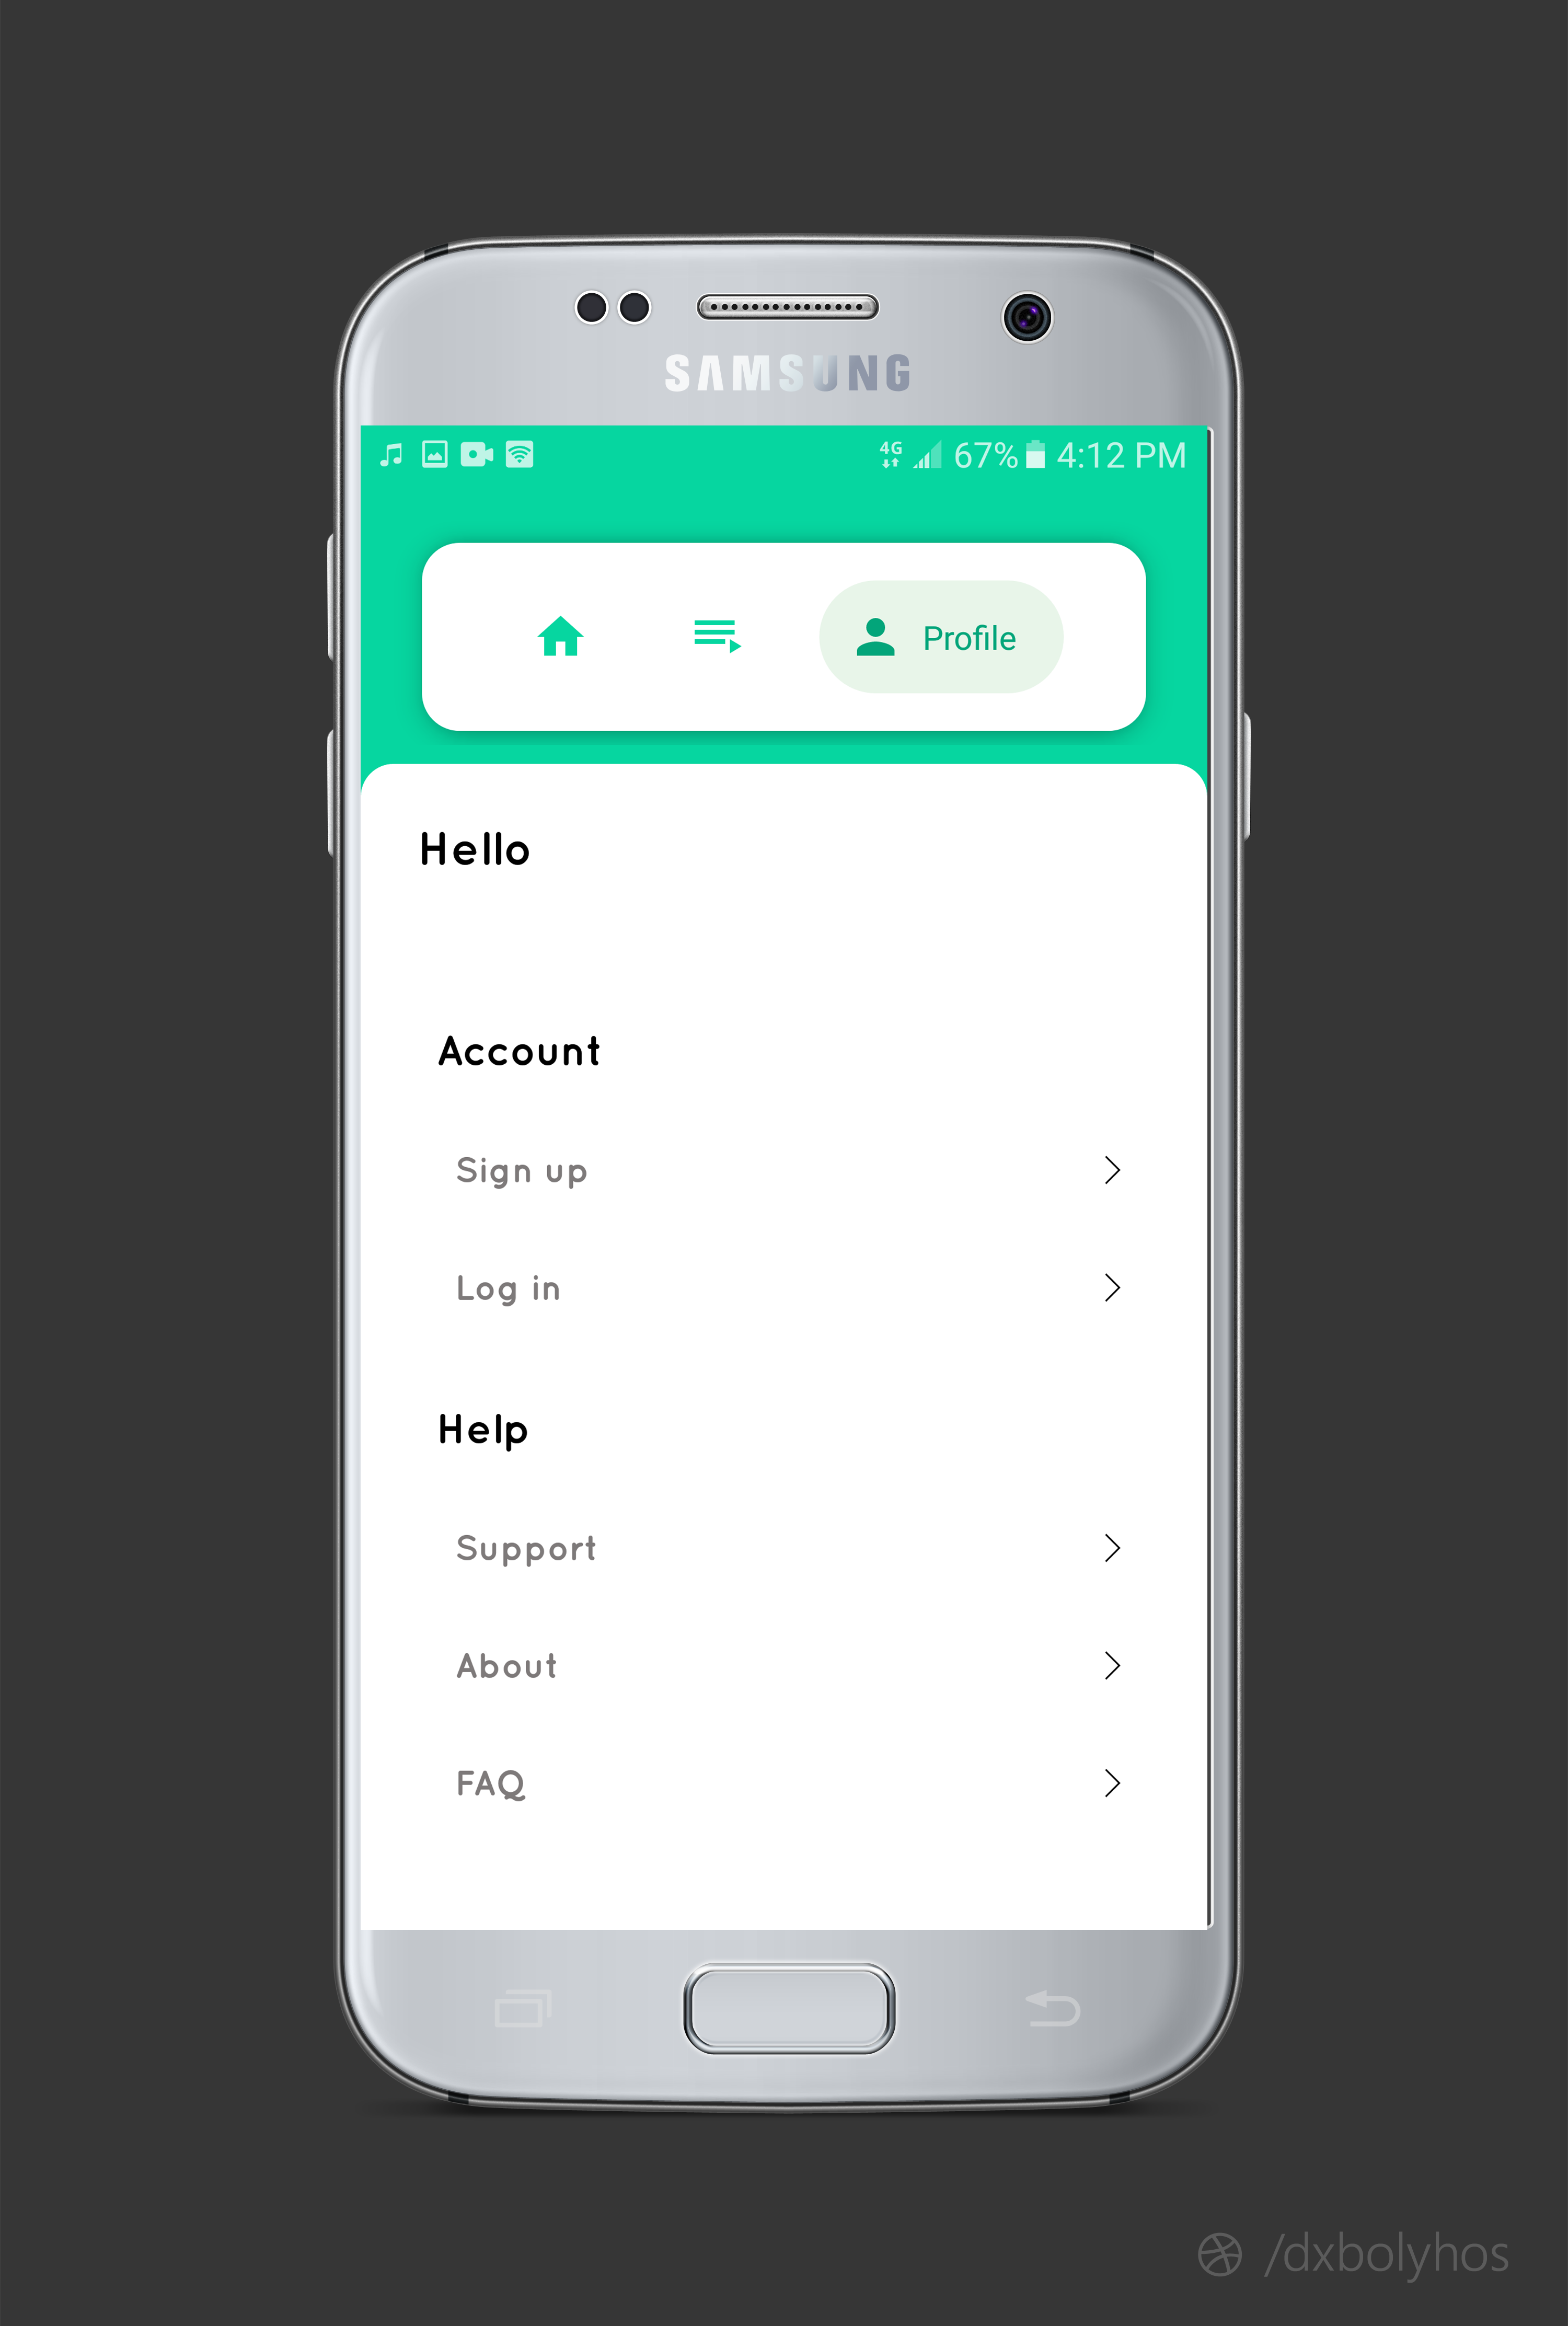 SAMSUNG
4G 67% 4:12 PM
Profile
Hello
Account
Sign up
Log in
Help
Support
About
FAQ
/dxbolyhos